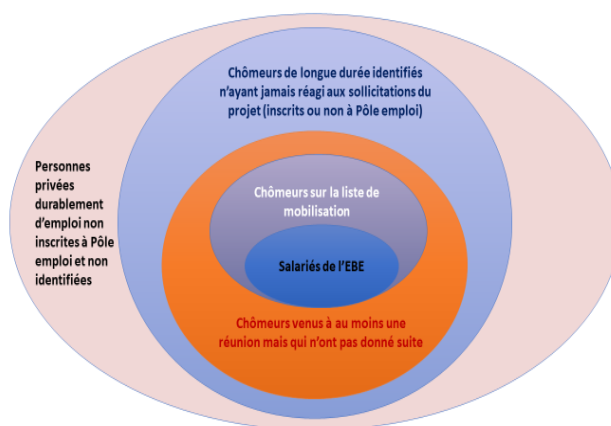 Chômeurs de longue durée identifiés
n'ayant jamais réagi aux sollicitations du
projet (inscrits ou non à Pôle emploi)
Personnes
privées
durablement
d'emploi non
inscrites à Pôle
emploi et non
identifiées
Chômeurs sur la liste de
mobilisation
Salariés de l'EBE
Chômeurs venus à au moins une
réunion mais qui n'ont pas donné suite